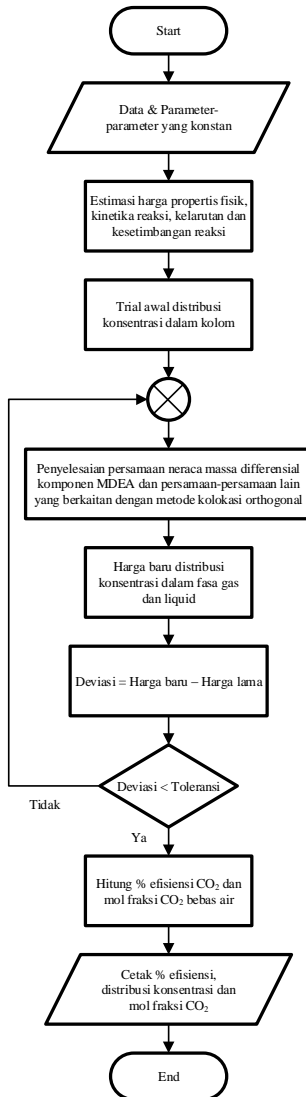 Start
Data & Parameter-
parameter yang konstan
Estimasi harga propertis fisik,
kinetika reaksi, kelarutan dan
kesetimbangan reaksi
Trial awal distribusi
konsentrasi dalam kolom
Penyelesaian persamaan neraca massa differensial
komponen MDEA dan persamaan-persamaan lain
yang berkaitan dengan metode kolokasi orthogonal
Harga baru distribusi
konsentrasi dalam fasa gas
dan liquid
Deviasi = Harga baru – Harga lama
Deviasi < Toleransi
Tidak
Ya
Hitung % efisiensi CO₂ dan
mol fraksi CO₂ bebas air
Cetak % efisiensi,
distribusi konsentrasi dan
mol fraksi CO₂
End